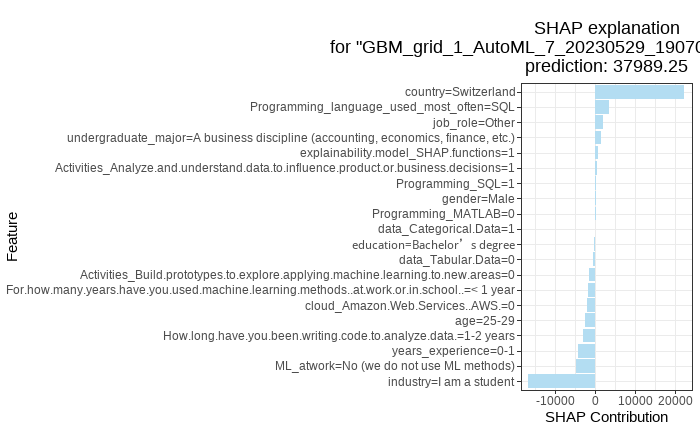 SHAP explanation
for "GBM_grid_1_AutoML_7_20230529_1907
prediction: 37989.25
country=Switzerland
Programming_language_used_most_often=SQL
job_role=Other
undergraduate_major=A business discipline (accounting, economics, finance, etc.)
explainability.model_SHAP.functions=1
Activities_Analyze.and.understand.data.to.influence.product.or.business.decisions=1
Programming_SQL=1
gender=Male
Programming_MATLAB=0
data_Categorical.Data=1
education=Bachelor’s degree
data_Tabular.Data=0
Activities_Build.prototypes.to.explore.applying.machine.learning.to.new.areas=0
For.how.many.years.have.you.used.machine.learning.methods..at.work.or.in.school..=< 1 year
cloud_Amazon.Web.Services..AWS.=0
age=25-29
How.long.have.you.been.writing.code.to.analyze.data.=1-2 years
years_experience=0-1
ML_atwork=No (we do not use ML methods)
industry=I am a student
Feature
-10000 0 10000 20000
SHAP Contribution